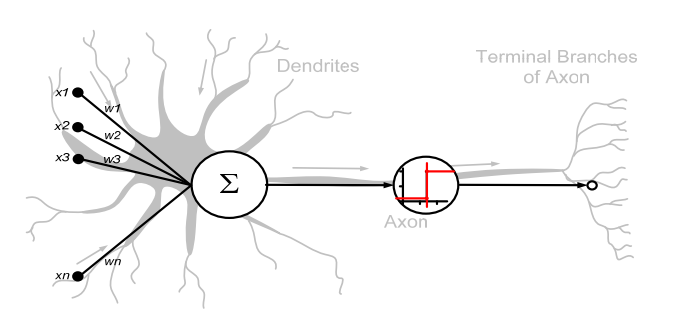 Dendrites
Terminal Branches
of Axon
x1
w1
x2
w2
x3
w3
Σ
Axon
xn
wn